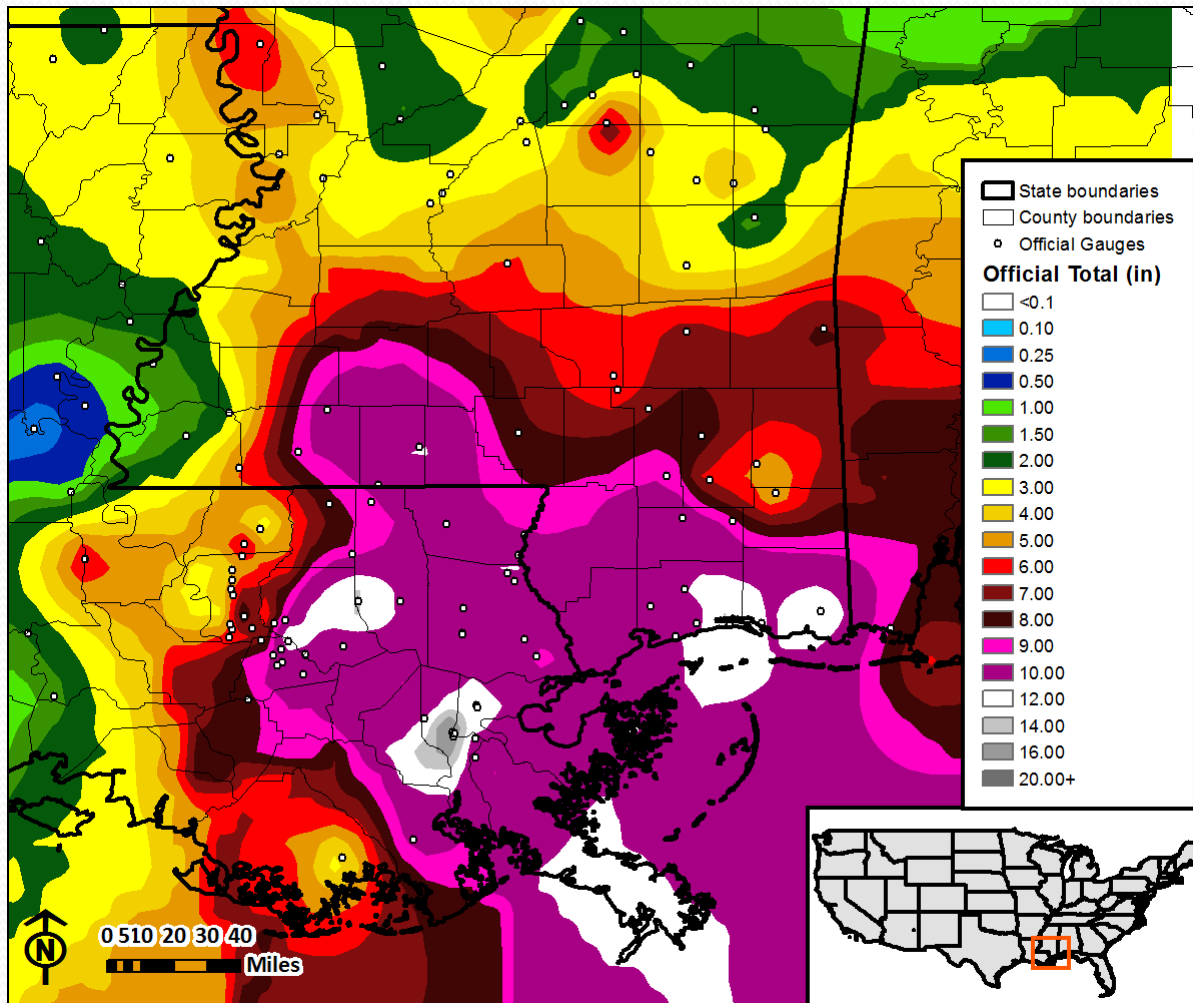 State boundaries
County boundaries
Official Gauges
Official Total (in)
<0.1
0.10
0.25
0.50
1.00
1.50
2.00
3.00
4.00
5.00
6.00
7.00
8.00
9.00
10.00
12.00
14.00
16.00
20.00+
N
0 510 20 30 40
Miles